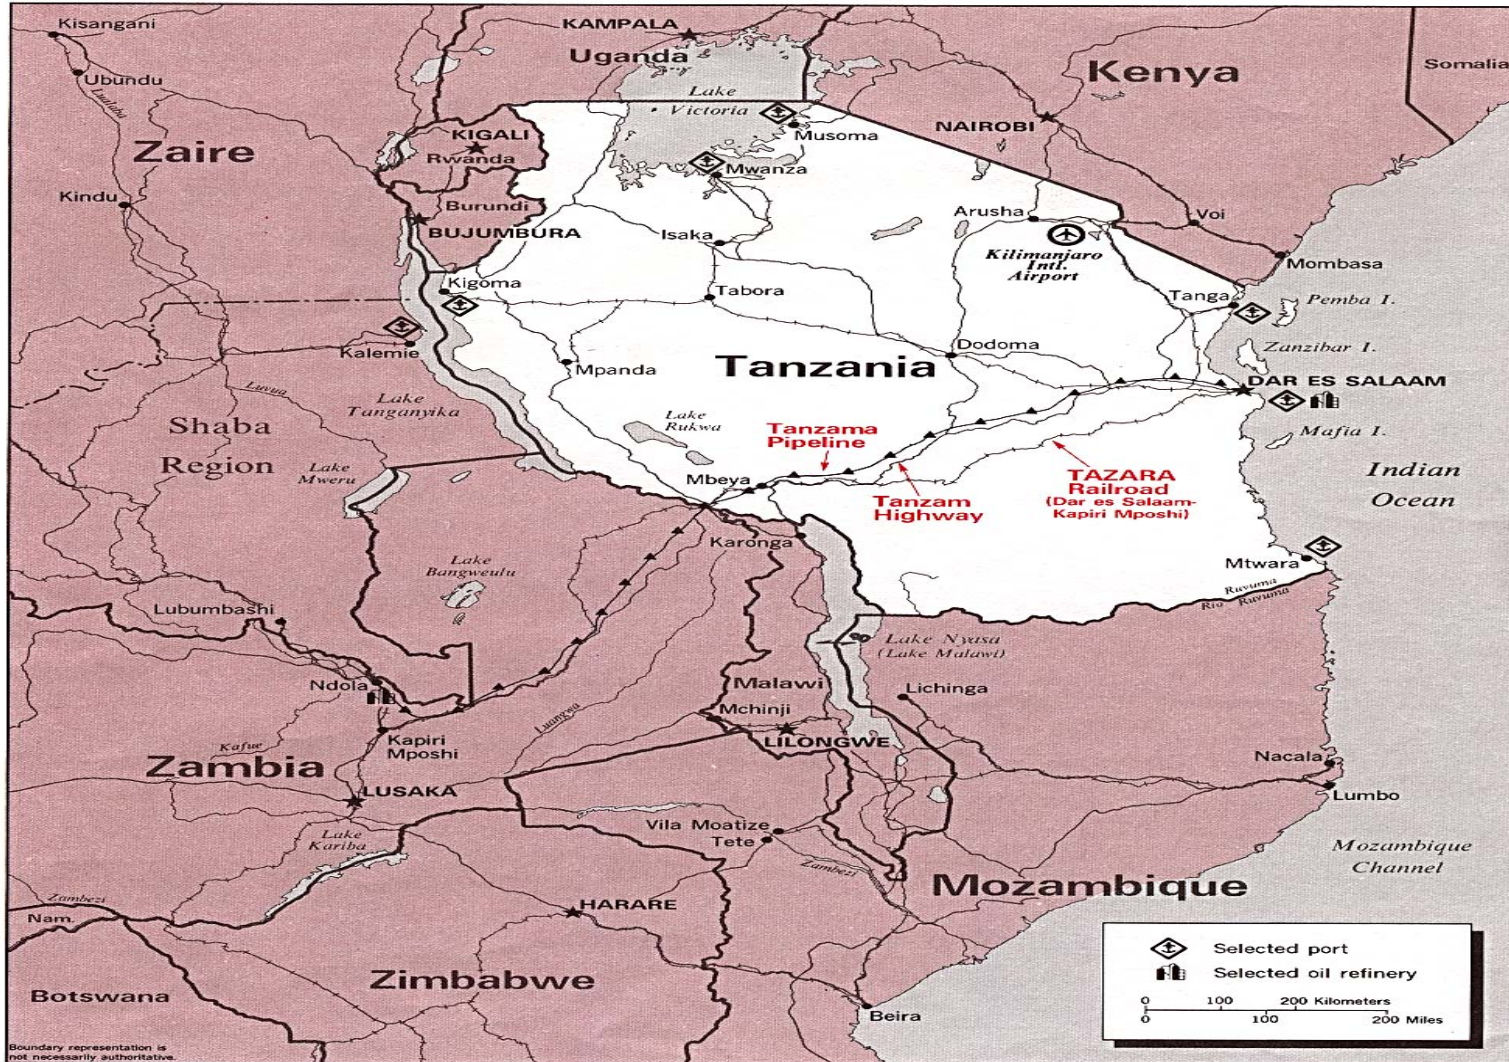 Kisangani
Ubundu
Lualaba
KAMPALA
Uganda
Lake
Victoria
Kenya
Somalia
Zaire
KIGALI
Rwanda
NAIROBI
Musoma
Mwanza
Kindu
Burundi
BUJUMBURA
Isaka
Arusha
Voi
Kilimanjaro
Intl.
Airport
Mombasa
Kigoma
Tabora
Tanga
Pemba I.
Kalemie
Mpanda
Tanzania
Dodoma
Zanzibar I.
DAR ES SALAAM
Luvua
Lake
Tanganyika
Shaba
Region
Lake
Rukwa
Tanzama
Pipeline
Mafia I.
Lake
Mweru
Mbeya
Tanzam
Highway
TAZARA
Railroad
(Dar es Salaam-
Kapiri Mposhi)
Indian
Ocean
Karonga
Mtwara
Lake
Bangweulu
Ruvuma
Rio Ruvuma
Lubumbashi
Lake Nyasa
(Lake Malawi)
Ndola
Malawi
Lichinga
Luangwa
Mchinji
LILONGWE
Kafue
Kapiri
Mposhi
Zambia
Nacala
LUSAKA
Lumbo
Lake
Kariba
Vila Moatize
Tete
Zambezi
Mozambique
Channel
Mozambique
Zambezi
Nam.
HARARE
Zimbabwe
Botswana
Beira
Selected port
Selected oil refinery
0 100 200 Kilometers
0 100 200 Miles
Boundary representation is
not necessarily authoritative.